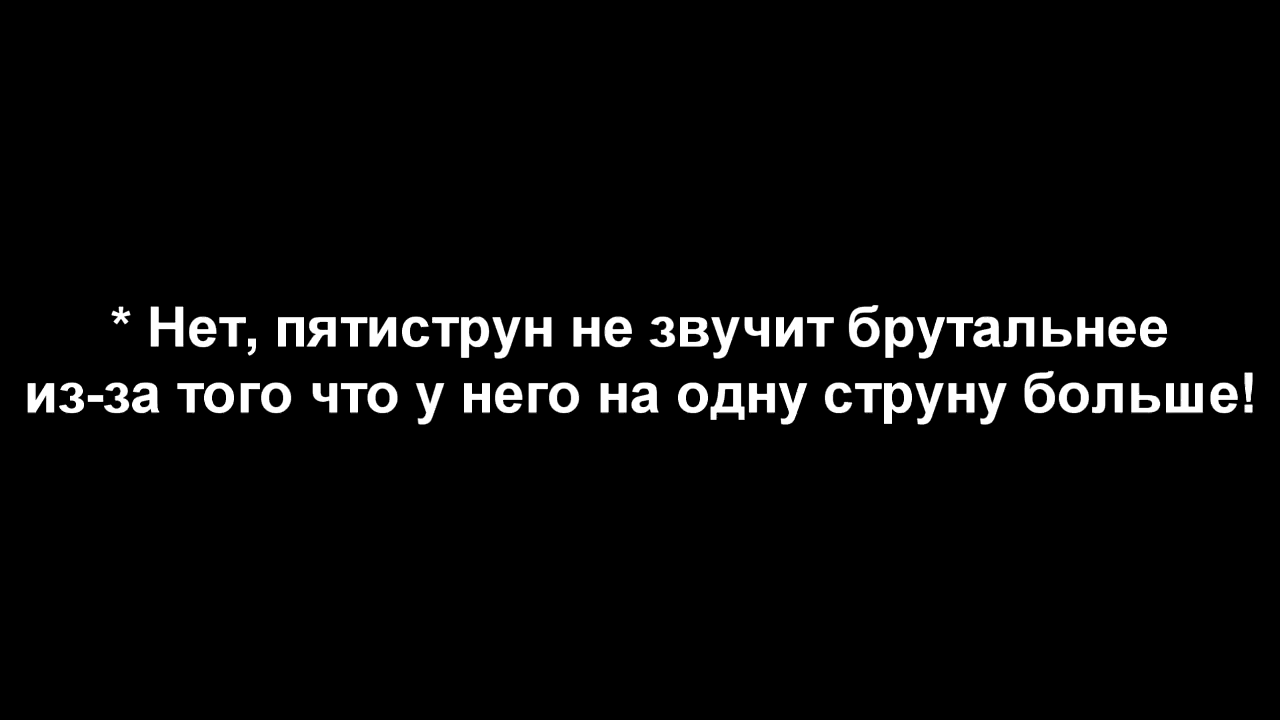 * Нет, пятиструн не звучит брутальнее
из-за того что у него на одну струну больше!